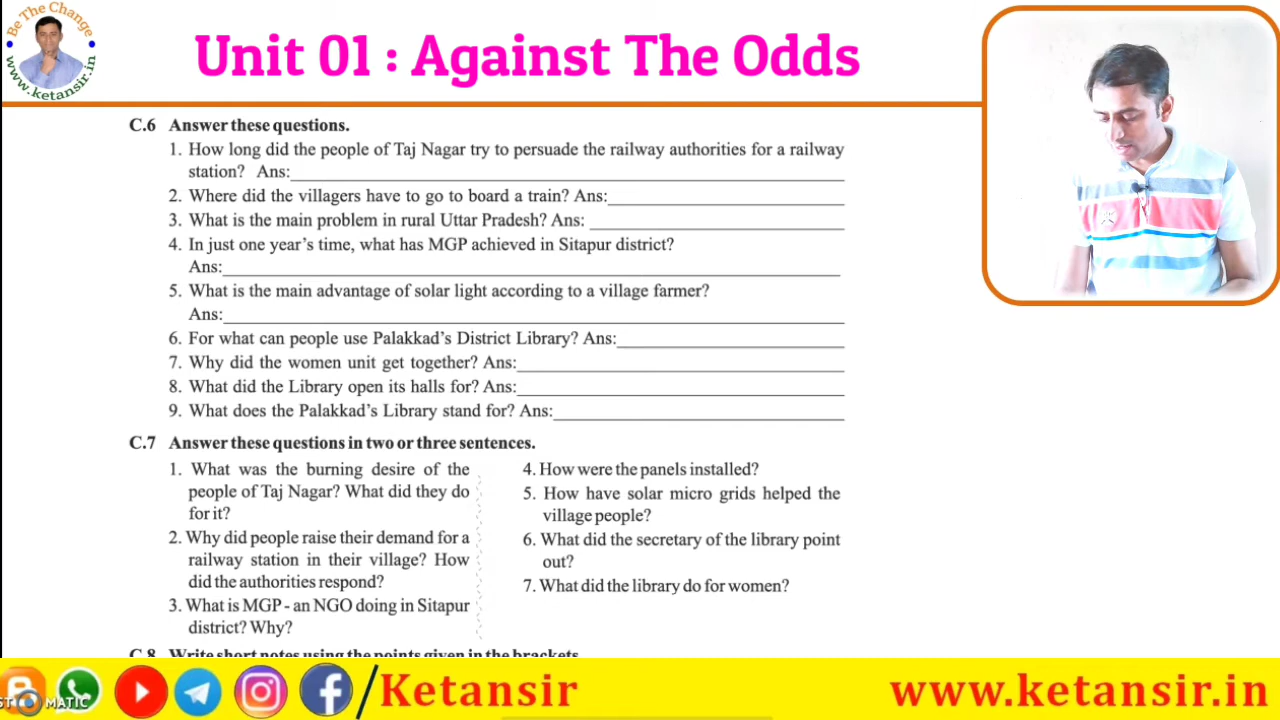 Be The Change
www.ketansir.in
Unit 01 : Against The Odds
C.6 Answer these questions.
1. How long did the people of Taj Nagar try to persuade the railway authorities for a railway
station? Ans:
2. Where did the villagers have to go to board a train? Ans:
3. What is the main problem in rural Uttar Pradesh? Ans:
4. In just one year's time, what has MGP achieved in Sitapur district?
Ans:
5. What is the main advantage of solar light according to a village farmer?
Ans:
6. For what can people use Palakkad's District Library? Ans:
7. Why did the women unit get together? Ans:
8. What did the Library open its halls for? Ans:
9. What does the Palakkad's Library stand for? Ans:
C.7 Answer these questions in two or three sentences.
1. What was the burning desire of the
people of Taj Nagar? What did they do
for it?
2. Why did people raise their demand for a
railway station in their village? How
did the authorities respond?
3. What is MGP - an NGO doing in Sitapur
district? Why?
4. How were the panels installed?
5. How have solar micro grids helped the
village people?
6. What did the secretary of the library point
out?
7. What did the library do for women?
C.8 Write short notes using the points given in the brackets
/Ketansir
www.ketansir.in